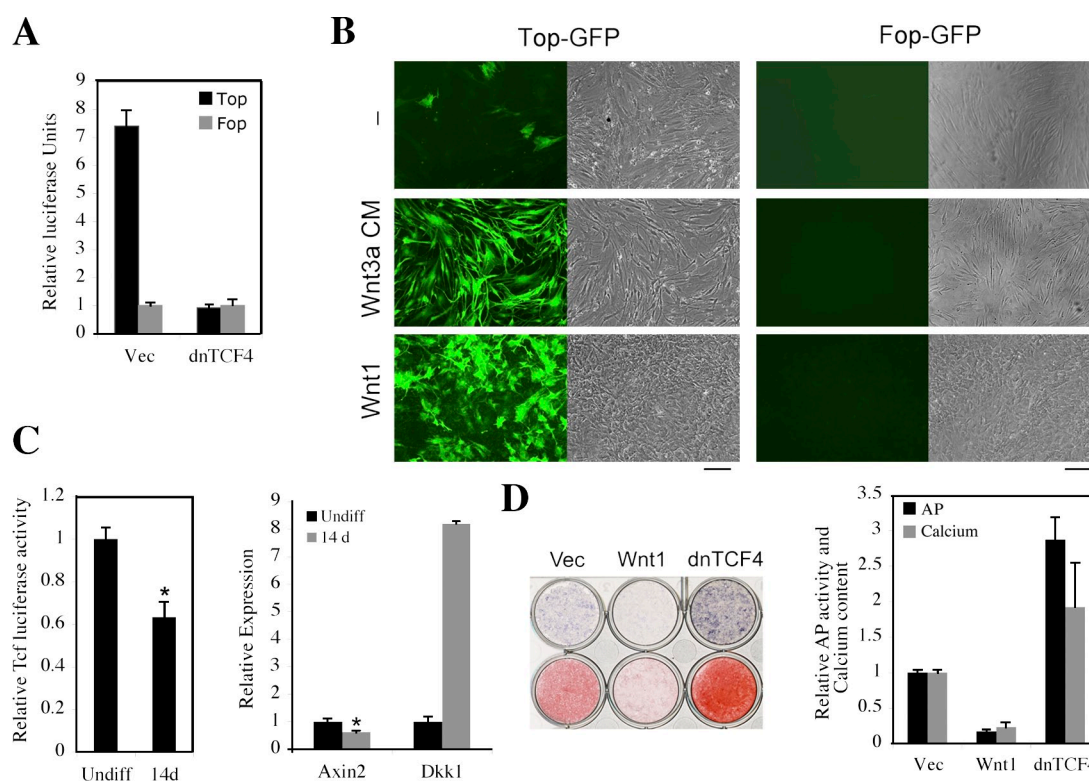 A
Relative luciferase Units
9
8
7
6
5
4
3
2
1
0
Top
Fop
Vec dnTCF4
B
Top-GFP Fop-GFP
–
Wnt3a CM
Wnt1
C
Relative Tcf luciferase activity
1.2
1
0.8
0.6
0.4
0.2
0
*
Undiff 14d
Relative Expression
9
8
7
6
5
4
3
2
1
0
Undiff
14 d
*
Axin2 Dkk1
D
Vec Wnt1 dnTCF4
Relative AP activity and
Calcium content
3.5
3
2.5
2
1.5
1
0.5
0
AP
Calcium
Vec Wnt1 dnTCF4